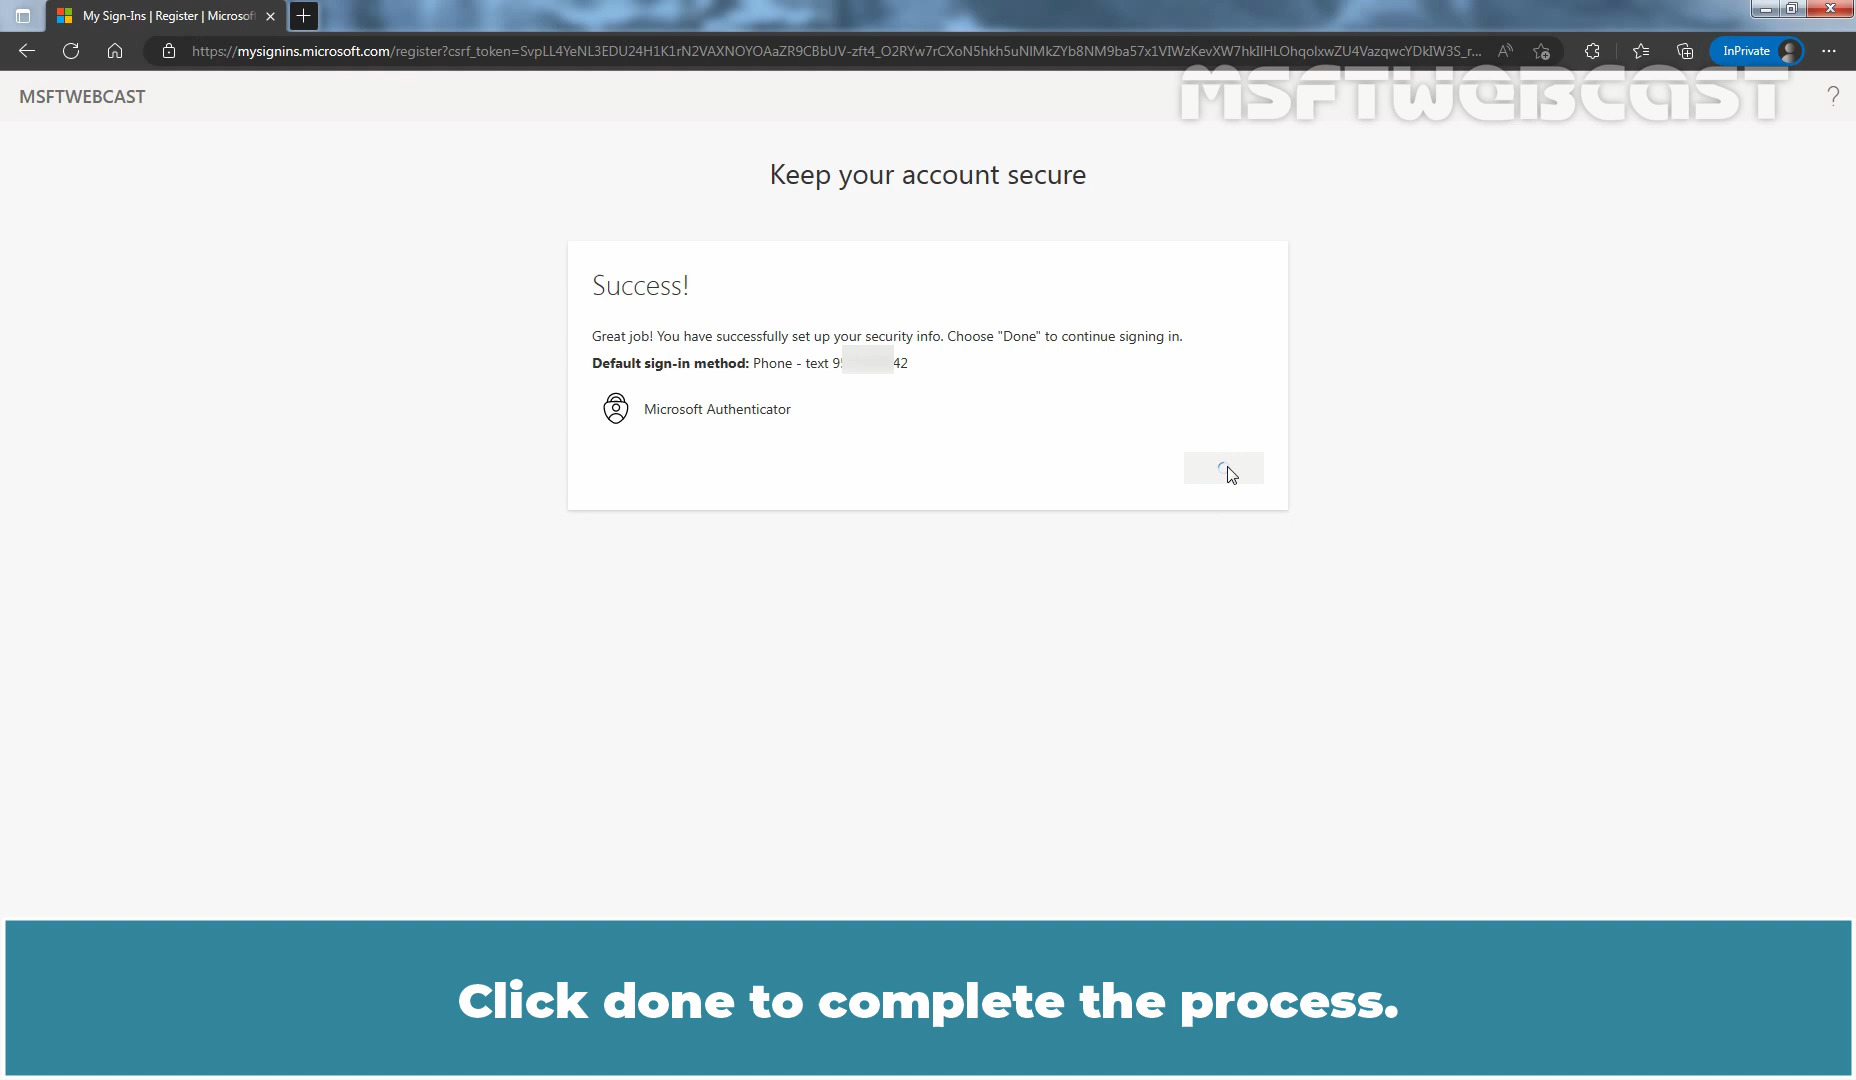 My Sign-Ins | Register | Microsof
https://mysignins.microsoft.com/register?csrf_token=SvpLL4YeNL3EDU24H1K1rN2VAXNOYOAaZR9CBbUV-zft4_O2RYw7rCXoN5hkh5uNlMkZYb8NM9ba57x1VIWzKevXW7hkIlHLOhqolxwZU4VazqwcYDkIW3S_r...
InPrivate
MSFTWEBCAST
MSFTWEBCAST
Keep your account secure
Success!
Great job! You have successfully set up your security info. Choose "Done" to continue signing in.
Default sign-in method: Phone - text 9 42
Microsoft Authenticator
Click done to complete the process.